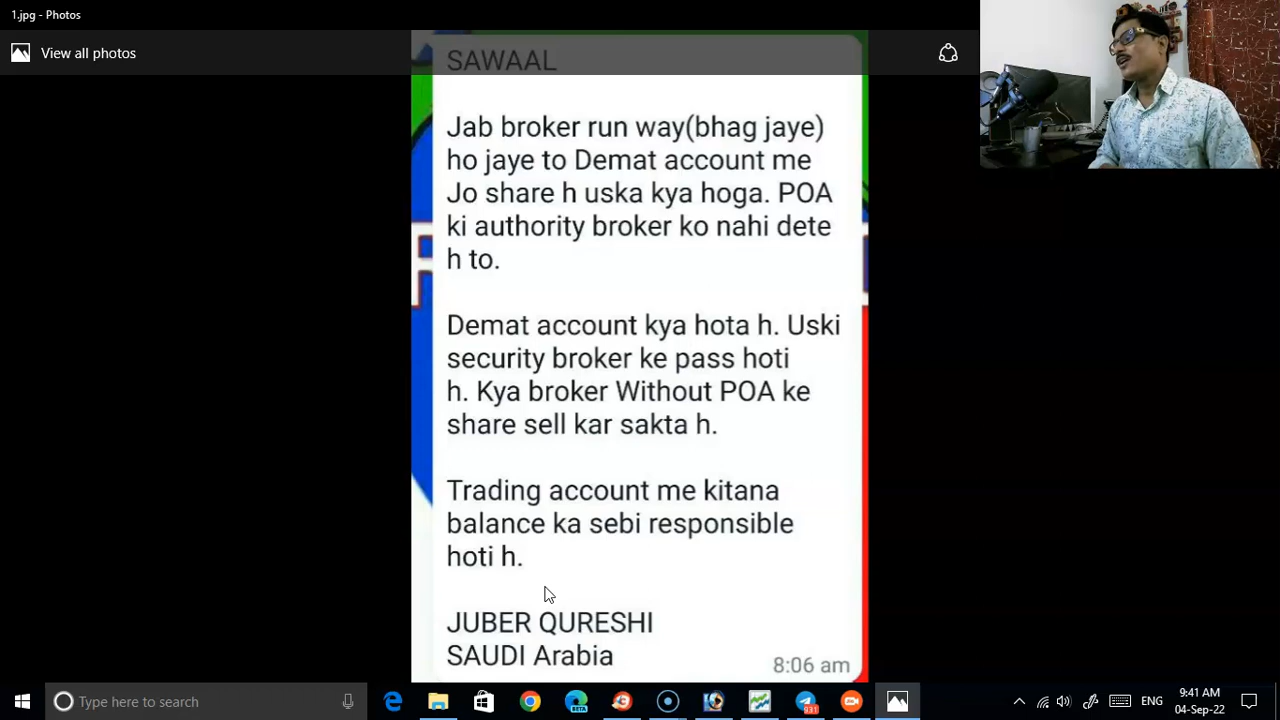 1.jpg - Photos
View all photos
SAWAAL
Jab broker run way(bhag jaye)
ho jaye to Demat account me
Jo share h uska kya hoga. POA
ki authority broker ko nahi dete
h to.
Demat account kya hota h. Uski
security broker ke pass hoti
h. Kya broker Without POA ke
share sell kar sakta h.
Trading account me kitana
balance ka sebi responsible
hoti h.
JUBER QURESHI
SAUDI Arabia
8:06 am
Type here to search
ENG
9:41 AM
04-Sep-22